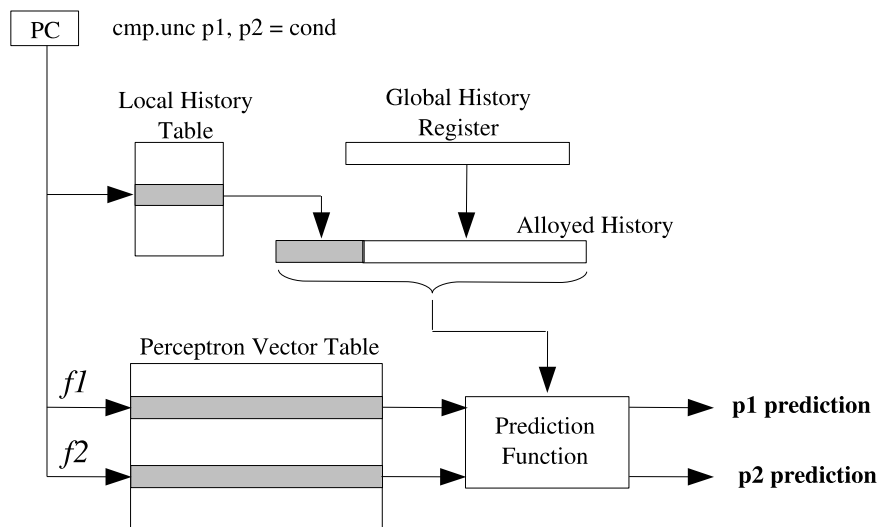 PC
cmp.unc p1, p2 = cond
Local History
Table
Global History
Register
Alloyed History
Perceptron Vector Table
f1
f2
Prediction
Function
p1 prediction
p2 prediction